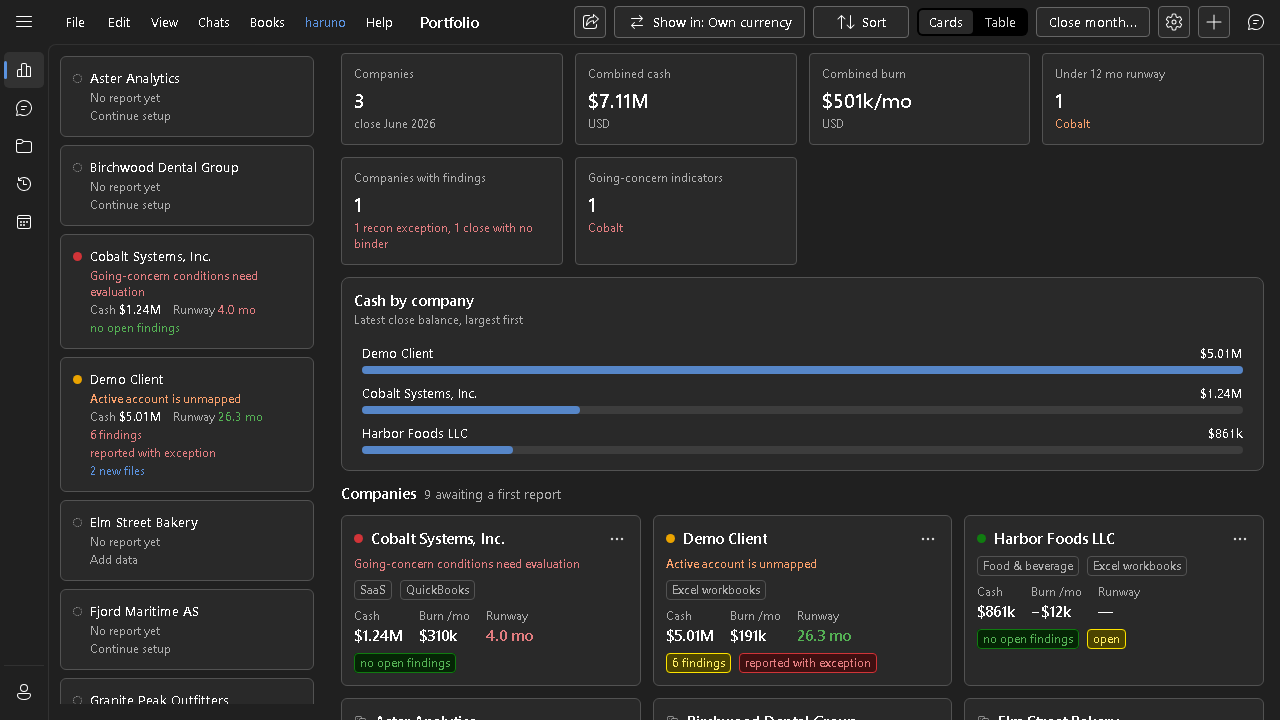 File Edit View Chats Books haruno Help Portfolio Show in: Own currency Sort Cards Table Close month...
Aster Analytics
No report yet
Continue setup
Birchwood Dental Group
No report yet
Continue setup
Cobalt Systems, Inc.
Going-concern conditions need
evaluation
Cash $1.24M Runway 4.0 mo
no open findings
Demo Client
Active account is unmapped
Cash $5.01M Runway 26.3 mo
6 findings
reported with exception
2 new files
Elm Street Bakery
No report yet
Add data
Fjord Maritime AS
No report yet
Continue setup
Granite Peak Outfitters
Companies
3
close June 2026
Combined cash
$7.11M
USD
Combined burn
$501k/mo
USD
Under 12 mo runway
1
Cobalt
Companies with findings
1
1 recon exception, 1 close with no
binder
Going-concern indicators
1
Cobalt
Cash by company
Latest close balance, largest first
Demo Client $5.01M
Cobalt Systems, Inc. $1.24M
Harbor Foods LLC $861k
Companies 9 awaiting a first report
Cobalt Systems, Inc.
Going-concern conditions need evaluation
SaaS QuickBooks
Cash Burn /mo Runway
$1.24M $310k 4.0 mo
no open findings
Demo Client
Active account is unmapped
Excel workbooks
Cash Burn /mo Runway
$5.01M $191k 26.3 mo
6 findings reported with exception
Harbor Foods LLC
Food & beverage Excel workbooks
Cash Burn /mo Runway
$861k −$12k —
no open findings open
Aster Analytics
Birchwood Dental Group
Elm Street Bakery